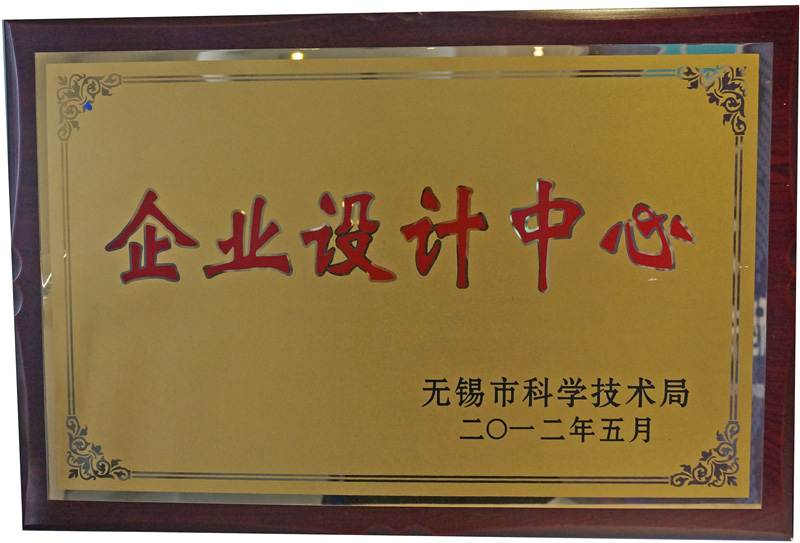 企业设计中心
无锡市科学技术局
二〇一二年五月